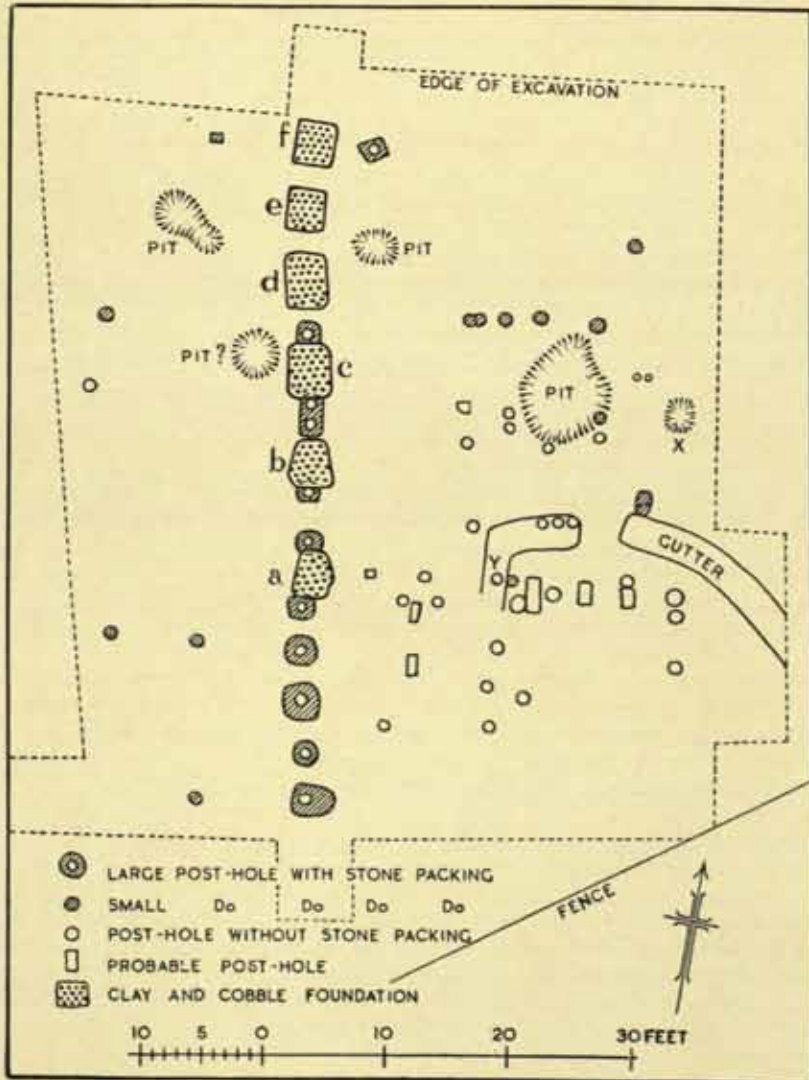 EDGE OF EXCAVATION
f
e
PIT
PIT
d
PIT?
c
PIT
X
b
GUTTER
Y
a
LARGE POST-HOLE WITH STONE PACKING
SMALL Do Do Do Do
POST-HOLE WITHOUT STONE PACKING
PROBABLE POST-HOLE
CLAY AND COBBLE FOUNDATION
FENCE
10 5 0 10 20 30 FEET